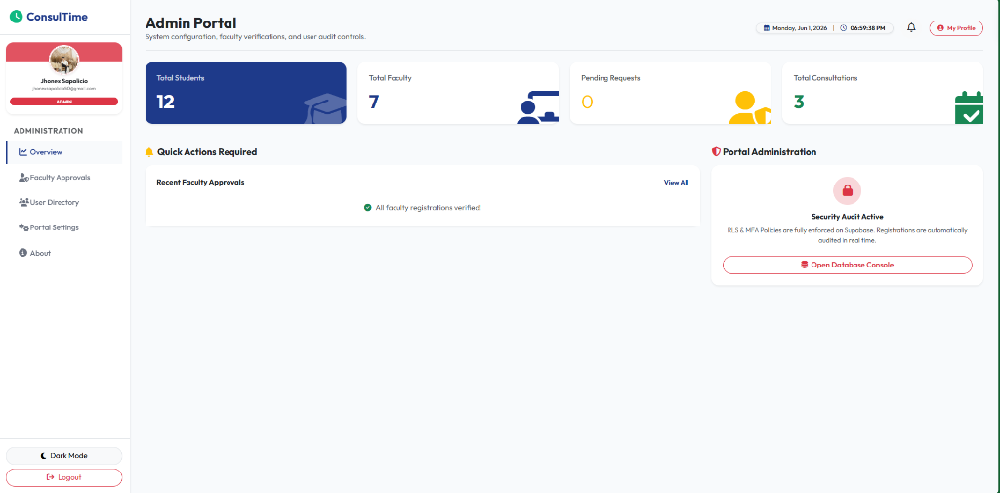 ConsulTime
Jhonex Sapalicio
ADMIN
ADMINISTRATION
Overview
Faculty Approvals
User Directory
Portal Settings
About
Dark Mode
Logout
Admin Portal
System configuration, faculty verifications, and user audit controls.
Monday, Jun 1, 2026 | 06:59:38 PM
My Profile
Total Students
12
Total Faculty
7
Pending Requests
0
Total Consultations
3
Quick Actions Required
Recent Faculty Approvals
View All
All faculty registrations verified!
Portal Administration
Security Audit Active
RLS & MFA Policies are fully enforced on Supabase. Registrations are automatically
audited in real time.
Open Database Console